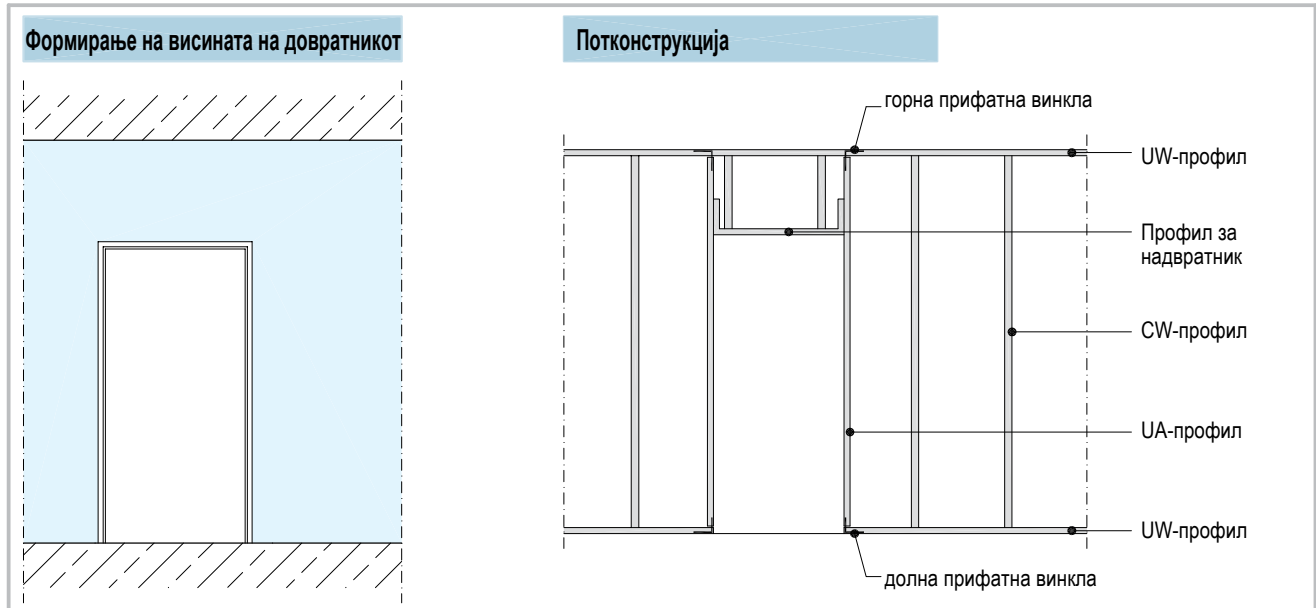 Формирање на висината на довратникот
Потконструкција
горна прифатна винкла
UW-профил
Профил за
надвратник
CW-профил
UA-профил
UW-профил
долна прифатна винкла